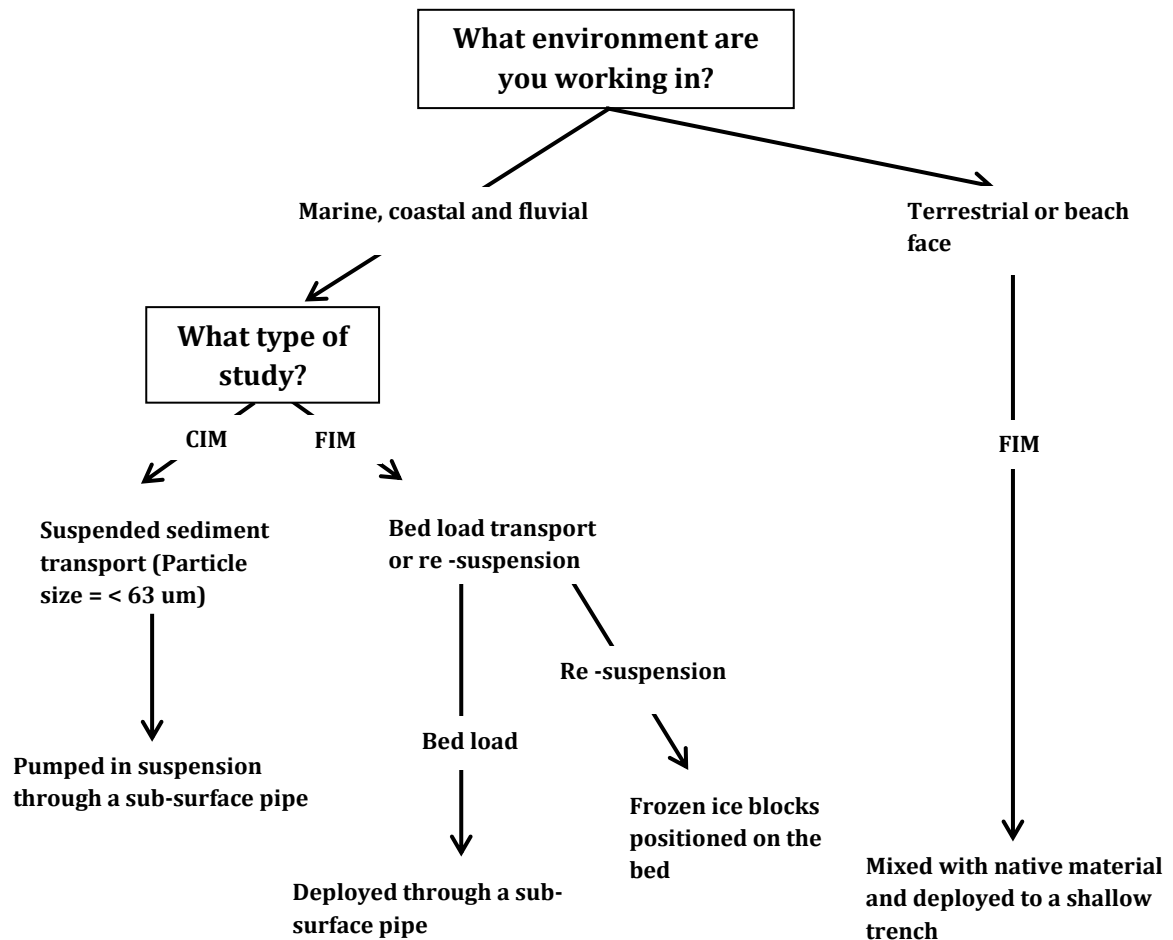 What environment are
you working in?
Marine, coastal and fluvial
Terrestrial or beach
face
What type of
study?
CIM
FIM
FIM
Suspended sediment
transport (Particle
size = < 63 um)
Bed load transport
or re -suspension
Re -suspension
Bed load
Pumped in suspension
through a sub-surface pipe
Frozen ice blocks
positioned on the
bed
Deployed through a sub-
surface pipe
Mixed with native material
and deployed to a shallow
trench